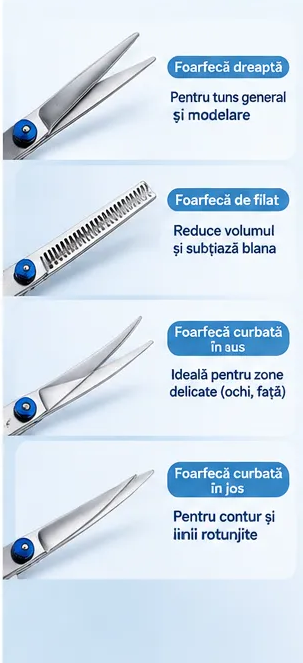 Foarfecă dreaptă
Pentru tuns general
și modelare
Foarfecă de filat
Reduce volumul
și subțiază blana
Foarfecă curbată
în sus
Ideală pentru zone
delicate (ochi, față)
Foarfecă curbată
în jos
Pentru contur și
linii rotunjite